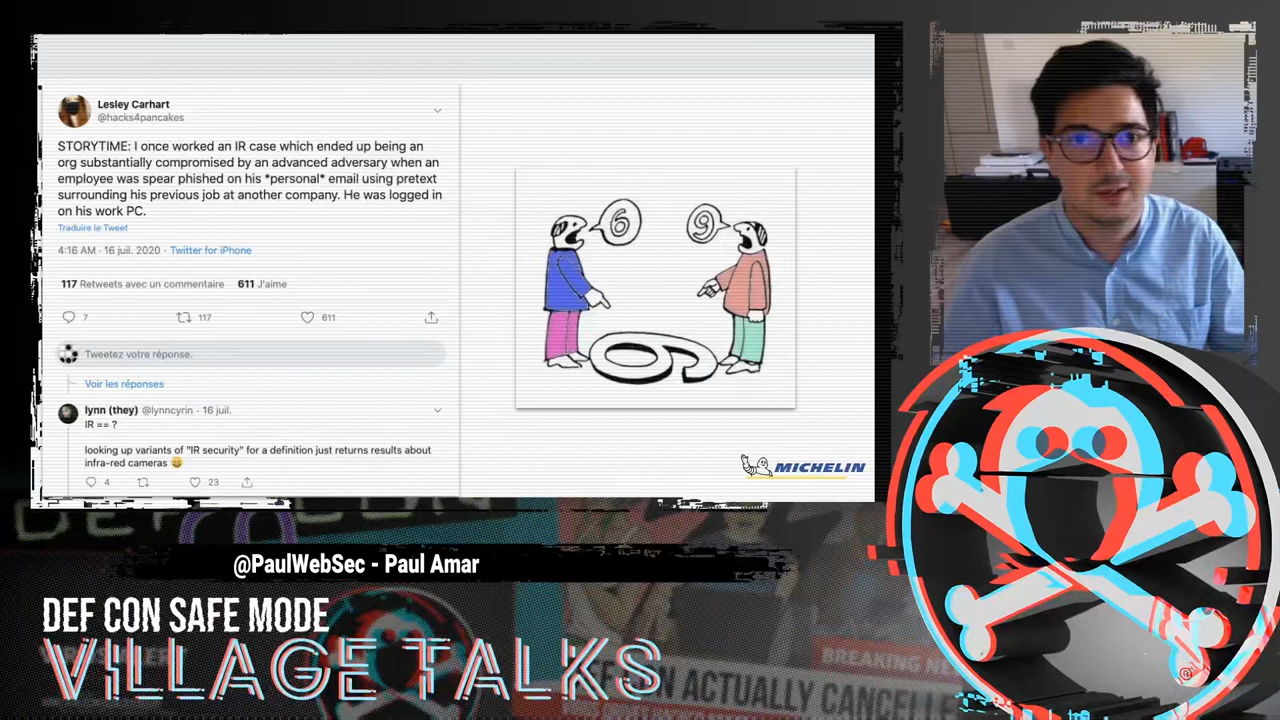 Lesley Carhart
@hacks4pancakes
STORYTIME: I once worked an IR case which ended up being an
org substantially compromised by an advanced adversary when an
employee was spear phished on his *personal* email using pretext
surrounding his previous job at another company. He was logged in
on his work PC.
Traduire le Tweet
4:16 AM · 16 juil. 2020 · Twitter for iPhone
117 Retweets avec un commentaire 611 J'aime
7 117 611
Tweetez votre réponse.
Voir les réponses
lynn (they) @lynncyrin · 16 juil.
IR == ?
looking up variants of "IR security" for a definition just returns results about
infra-red cameras 😄
4 23
6 9
MICHELIN
@PaulWebSec - Paul Amar
DEF CON SAFE MODE
VILLAGE TALKS
DEF CON
BREAKING NE
CON ACTUALLY CANCELLE